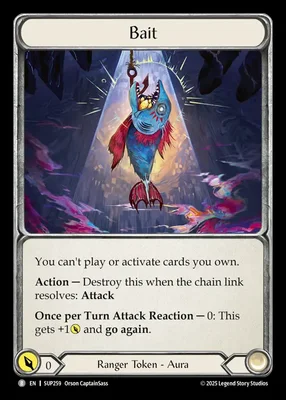 Bait
You can't play or activate cards you own.
Action — Destroy this when the chain link
resolves: Attack
Once per Turn Attack Reaction — 0: This
gets +1 and go again.
0
Ranger Token - Aura
EN | SUP259 Orson CaptainSass
© 2025 Legend Story Studios